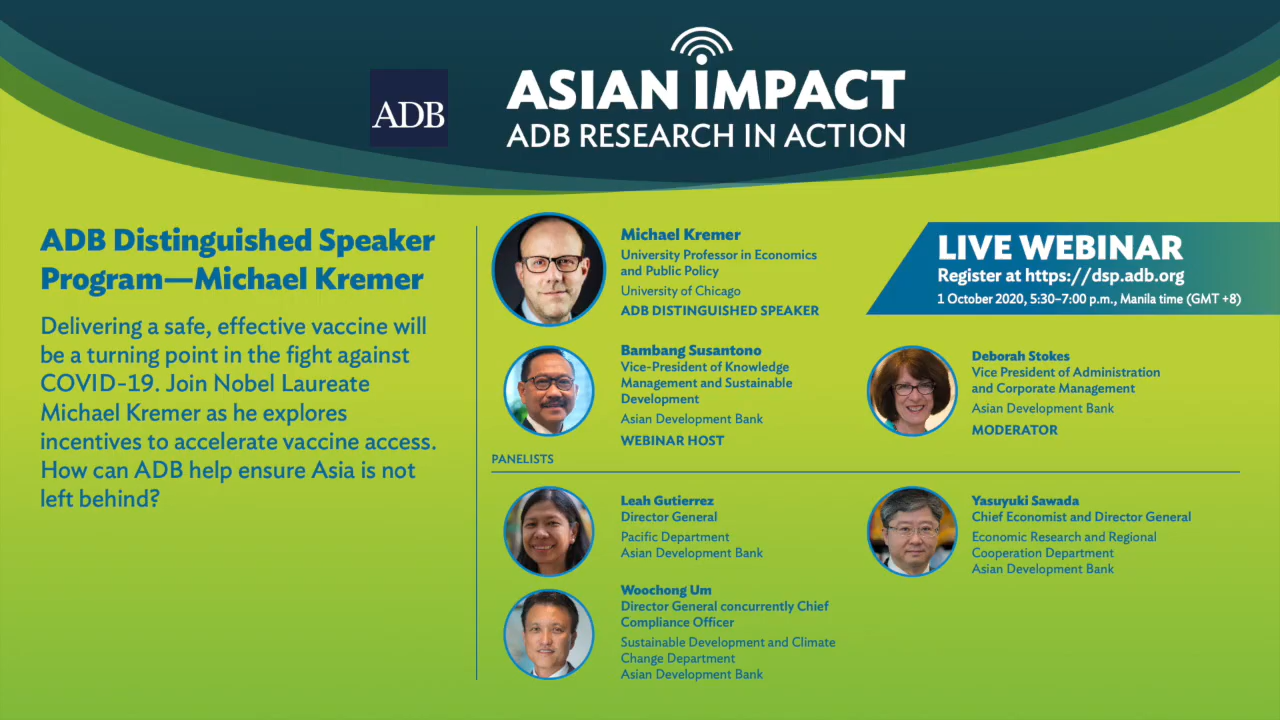 ADB
ASIAN IMPACT
ADB RESEARCH IN ACTION
ADB Distinguished Speaker
Program—Michael Kremer
Delivering a safe, effective vaccine will
be a turning point in the fight against
COVID-19. Join Nobel Laureate
Michael Kremer as he explores
incentives to accelerate vaccine access.
How can ADB help ensure Asia is not
left behind?
Michael Kremer
University Professor in Economics
and Public Policy
University of Chicago
ADB DISTINGUISHED SPEAKER
LIVE WEBINAR
Register at https://dsp.adb.org
1 October 2020, 5:30–7:00 p.m., Manila time (GMT +8)
Bambang Susantono
Vice-President of Knowledge
Management and Sustainable
Development
Asian Development Bank
WEBINAR HOST
Deborah Stokes
Vice President of Administration
and Corporate Management
Asian Development Bank
MODERATOR
PANELISTS
Leah Gutierrez
Director General
Pacific Department
Asian Development Bank
Yasuyuki Sawada
Chief Economist and Director General
Economic Research and Regional
Cooperation Department
Asian Development Bank
Woochong Um
Director General concurrently Chief
Compliance Officer
Sustainable Development and Climate
Change Department
Asian Development Bank